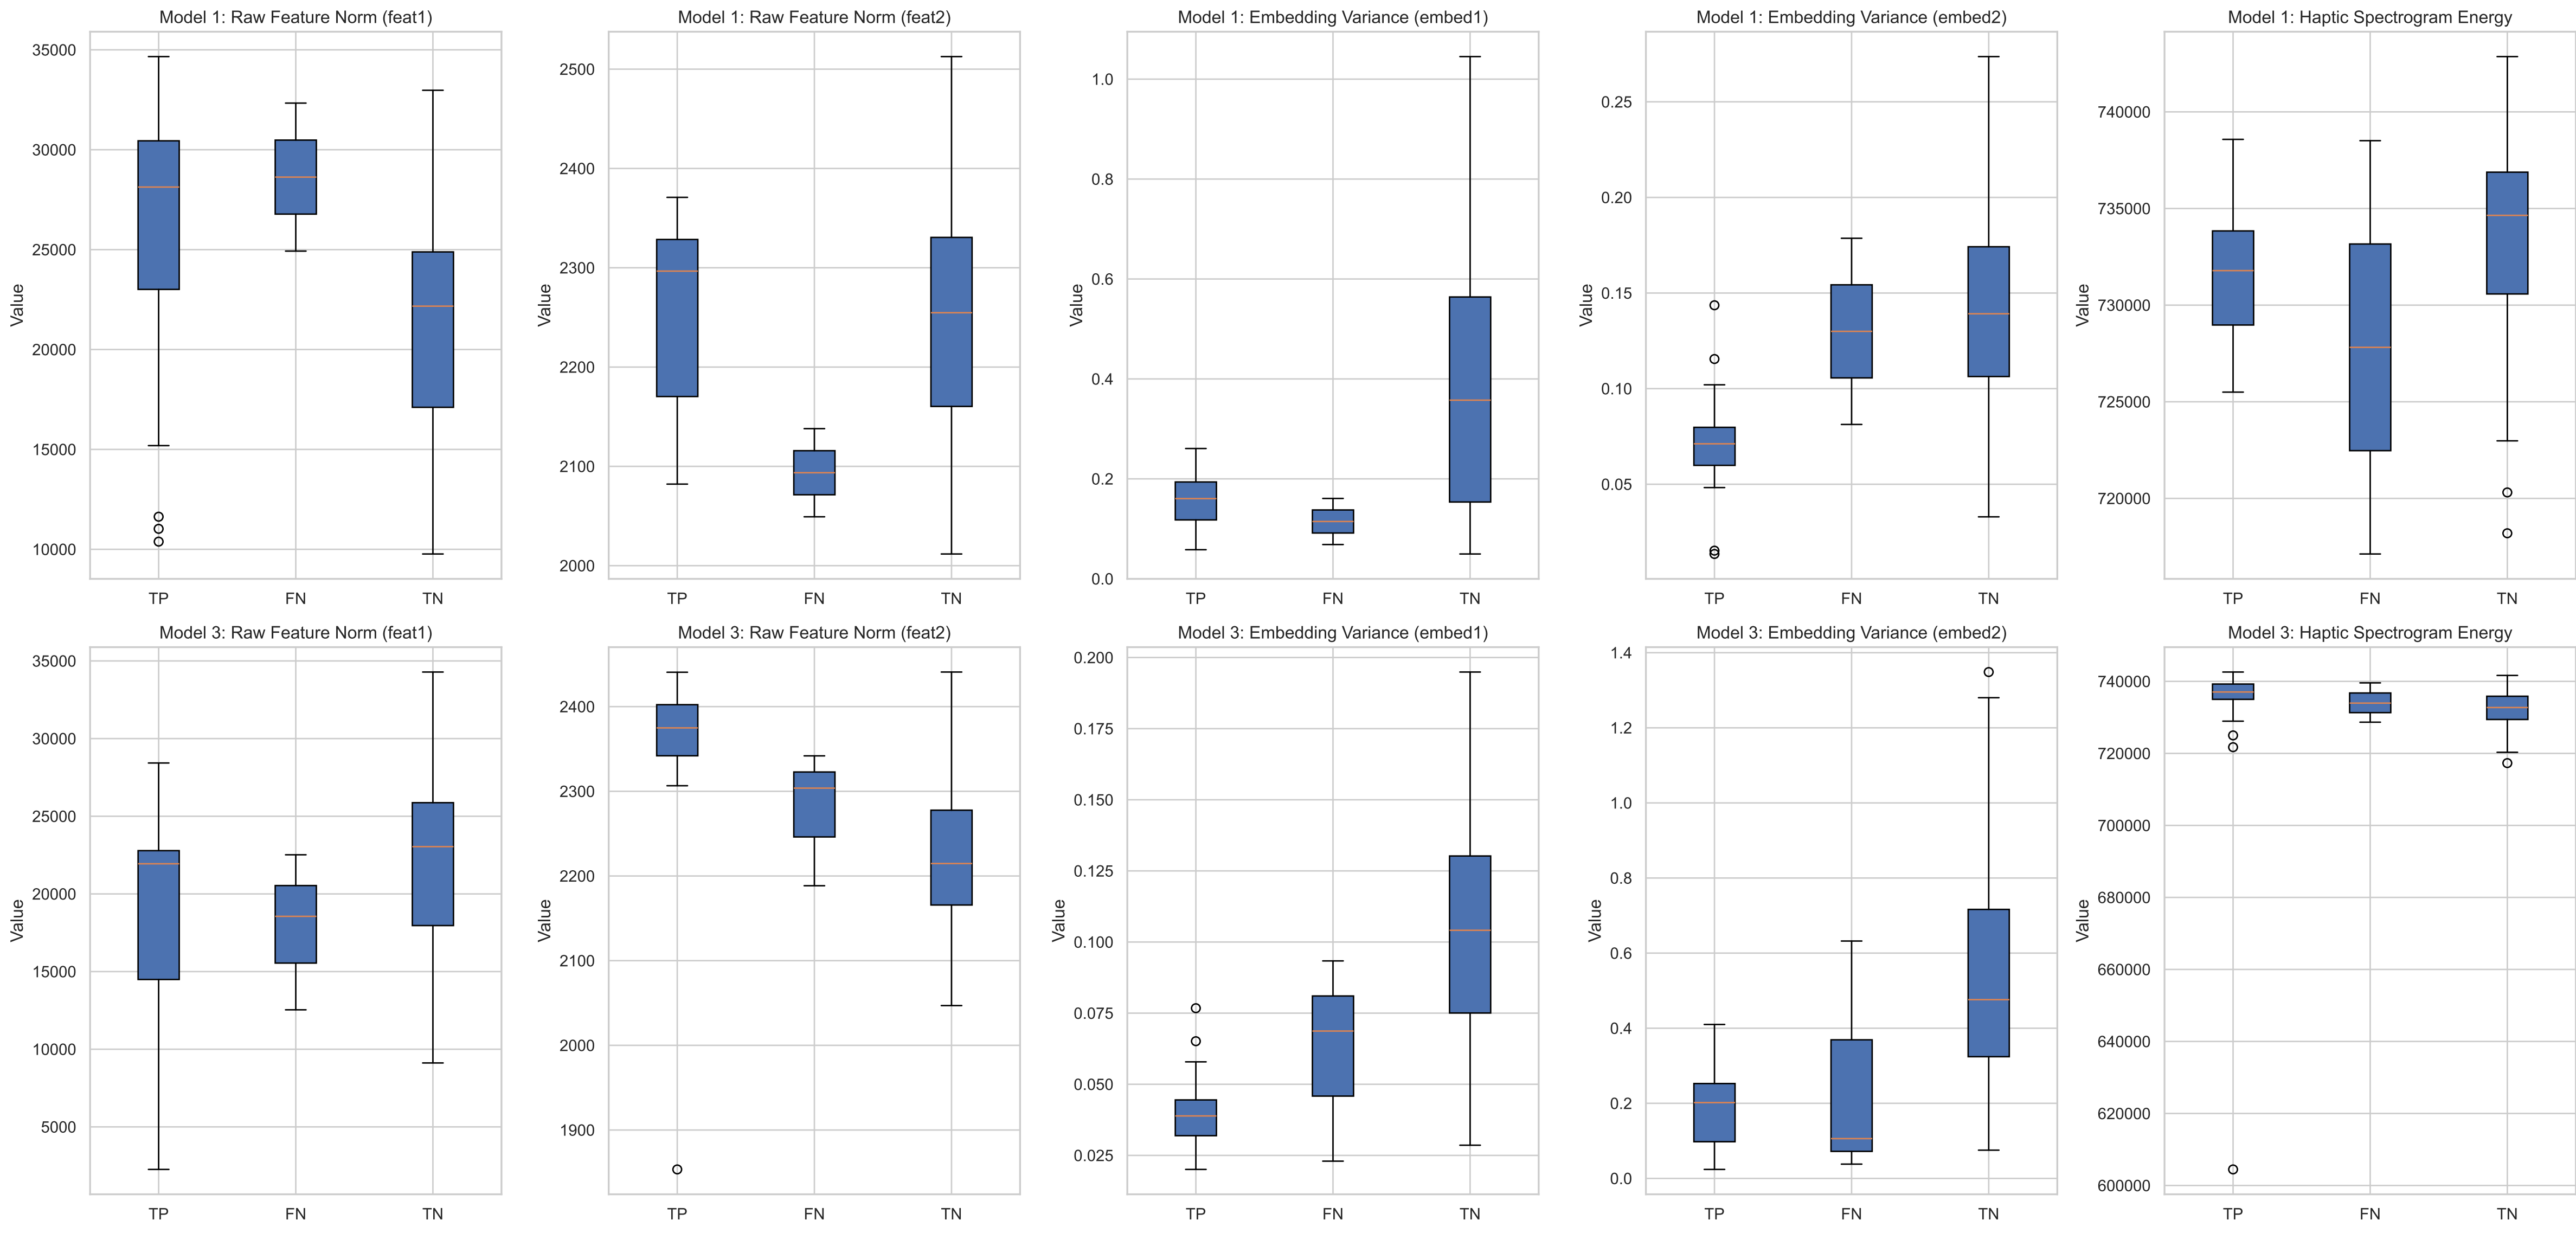 Model 1: Raw Feature Norm (feat1)
Value
35000
30000
25000
20000
15000
10000
TP FN TN
Model 1: Raw Feature Norm (feat2)
Value
2500
2400
2300
2200
2100
2000
TP FN TN
Model 1: Embedding Variance (embed1)
Value
1.0
0.8
0.6
0.4
0.2
0.0
TP FN TN
Model 1: Embedding Variance (embed2)
Value
0.25
0.20
0.15
0.10
0.05
TP FN TN
Model 1: Haptic Spectrogram Energy
Value
740000
735000
730000
725000
720000
TP FN TN
Model 3: Raw Feature Norm (feat1)
Value
35000
30000
25000
20000
15000
10000
5000
TP FN TN
Model 3: Raw Feature Norm (feat2)
Value
2400
2300
2200
2100
2000
1900
TP FN TN
Model 3: Embedding Variance (embed1)
Value
0.200
0.175
0.150
0.125
0.100
0.075
0.050
0.025
TP FN TN
Model 3: Embedding Variance (embed2)
Value
1.4
1.2
1.0
0.8
0.6
0.4
0.2
0.0
TP FN TN
Model 3: Haptic Spectrogram Energy
Value
740000
720000
700000
680000
660000
640000
620000
600000
TP FN TN